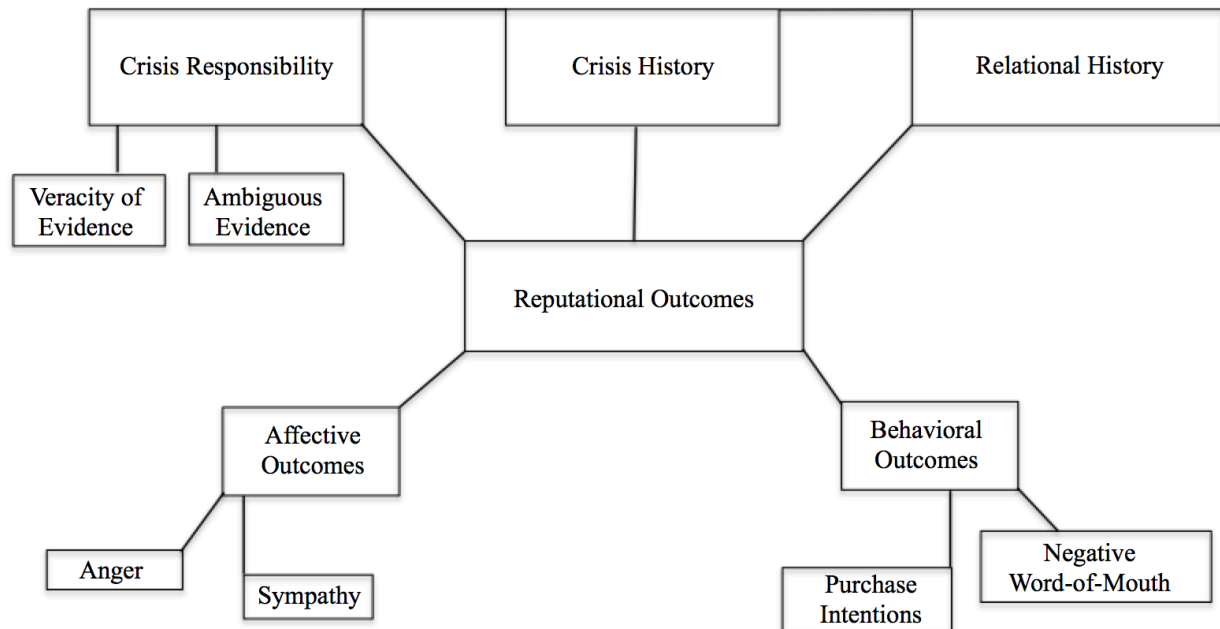 Crisis Responsibility
Crisis History
Relational History
Veracity of
Evidence
Ambiguous
Evidence
Reputational Outcomes
Affective
Outcomes
Behavioral
Outcomes
Anger
Sympathy
Purchase
Intentions
Negative
Word-of-Mouth